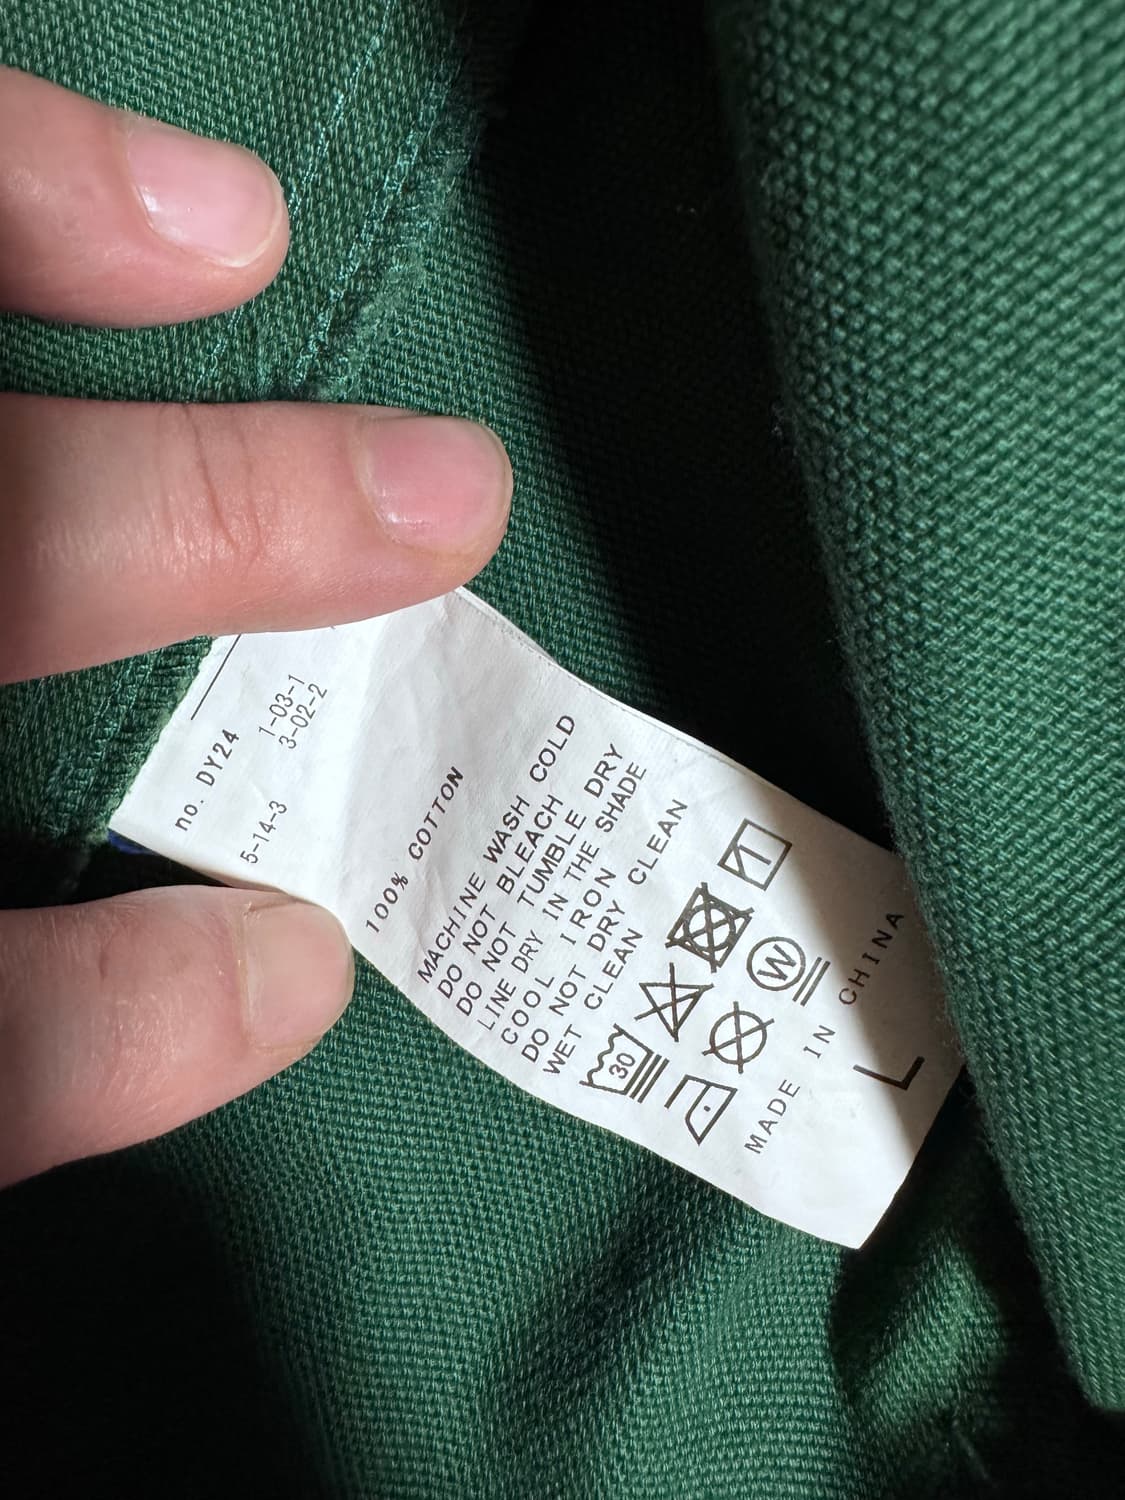 no. DY24
1-03-1
3-02-2
5-14-3
100% COTTON
MACHINE WASH COLD
DO NOT BLEACH
DO NOT TUMBLE DRY
LINE DRY IN THE SHADE
COOL IRON
DO NOT DRY CLEAN
WET CLEAN
30
W
MADE IN CHINA
L